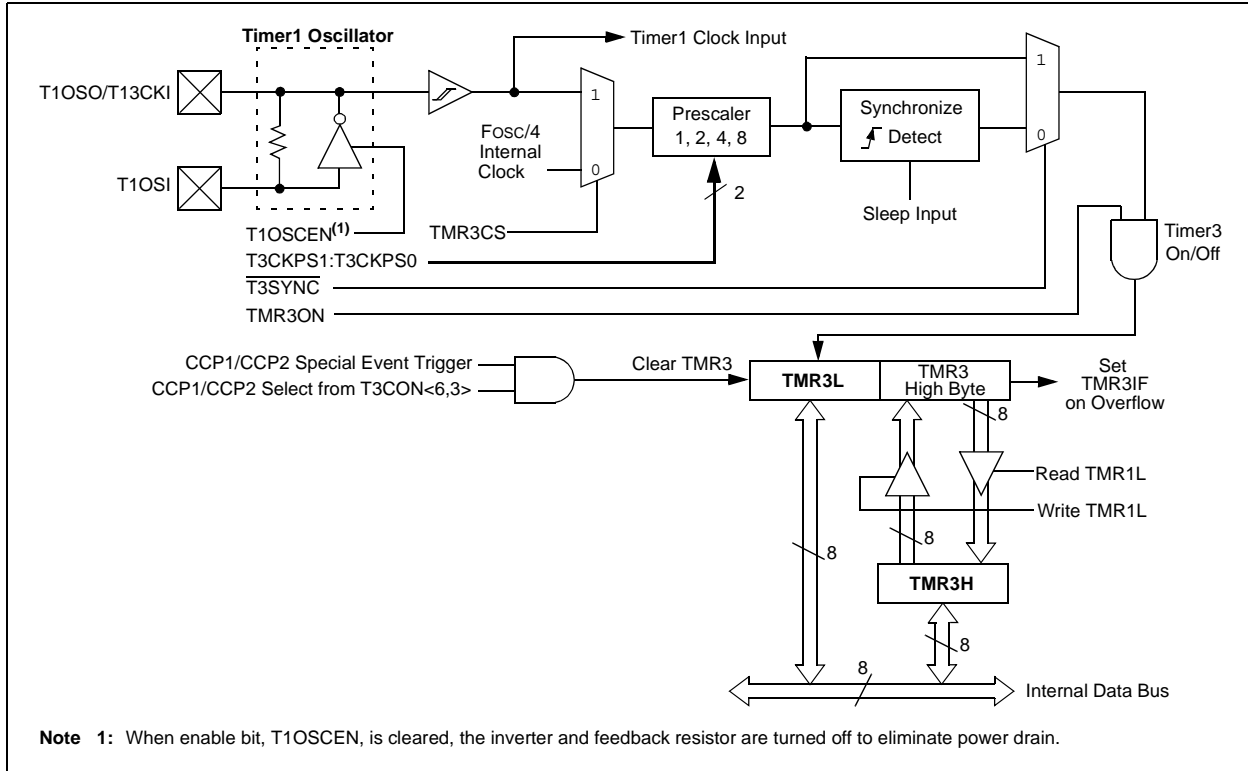 Timer1 Oscillator
Timer1 Clock Input
T1OSO/T13CKI
T1OSI
1
FOSC/4
Internal
Clock
0
Prescaler
1, 2, 4, 8
2
Synchronize
Detect
Sleep Input
1
0
T1OSCEN(1)
TMR3CS
T3CKPS1:T3CKPS0
T3SYNC
TMR3ON
Timer3
On/Off
CCP1/CCP2 Special Event Trigger
CCP1/CCP2 Select from T3CON<6,3>
Clear TMR3
TMR3L
TMR3
High Byte
Set
TMR3IF
on Overflow
8
Read TMR1L
Write TMR1L
8
8
TMR3H
8
8
Internal Data Bus
Note 1: When enable bit, T1OSCEN, is cleared, the inverter and feedback resistor are turned off to eliminate power drain.